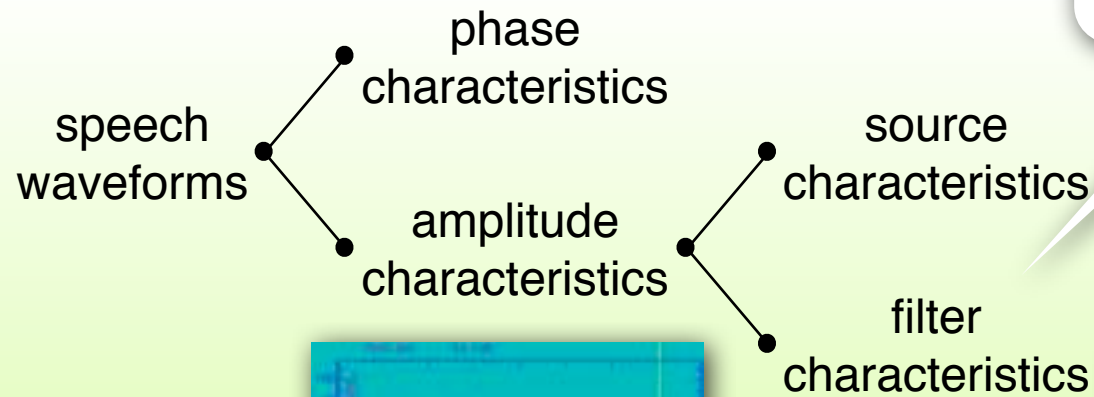 phase
characteristics
speech
waveforms
source
characteristics
amplitude
characteristics
filter
characteristics